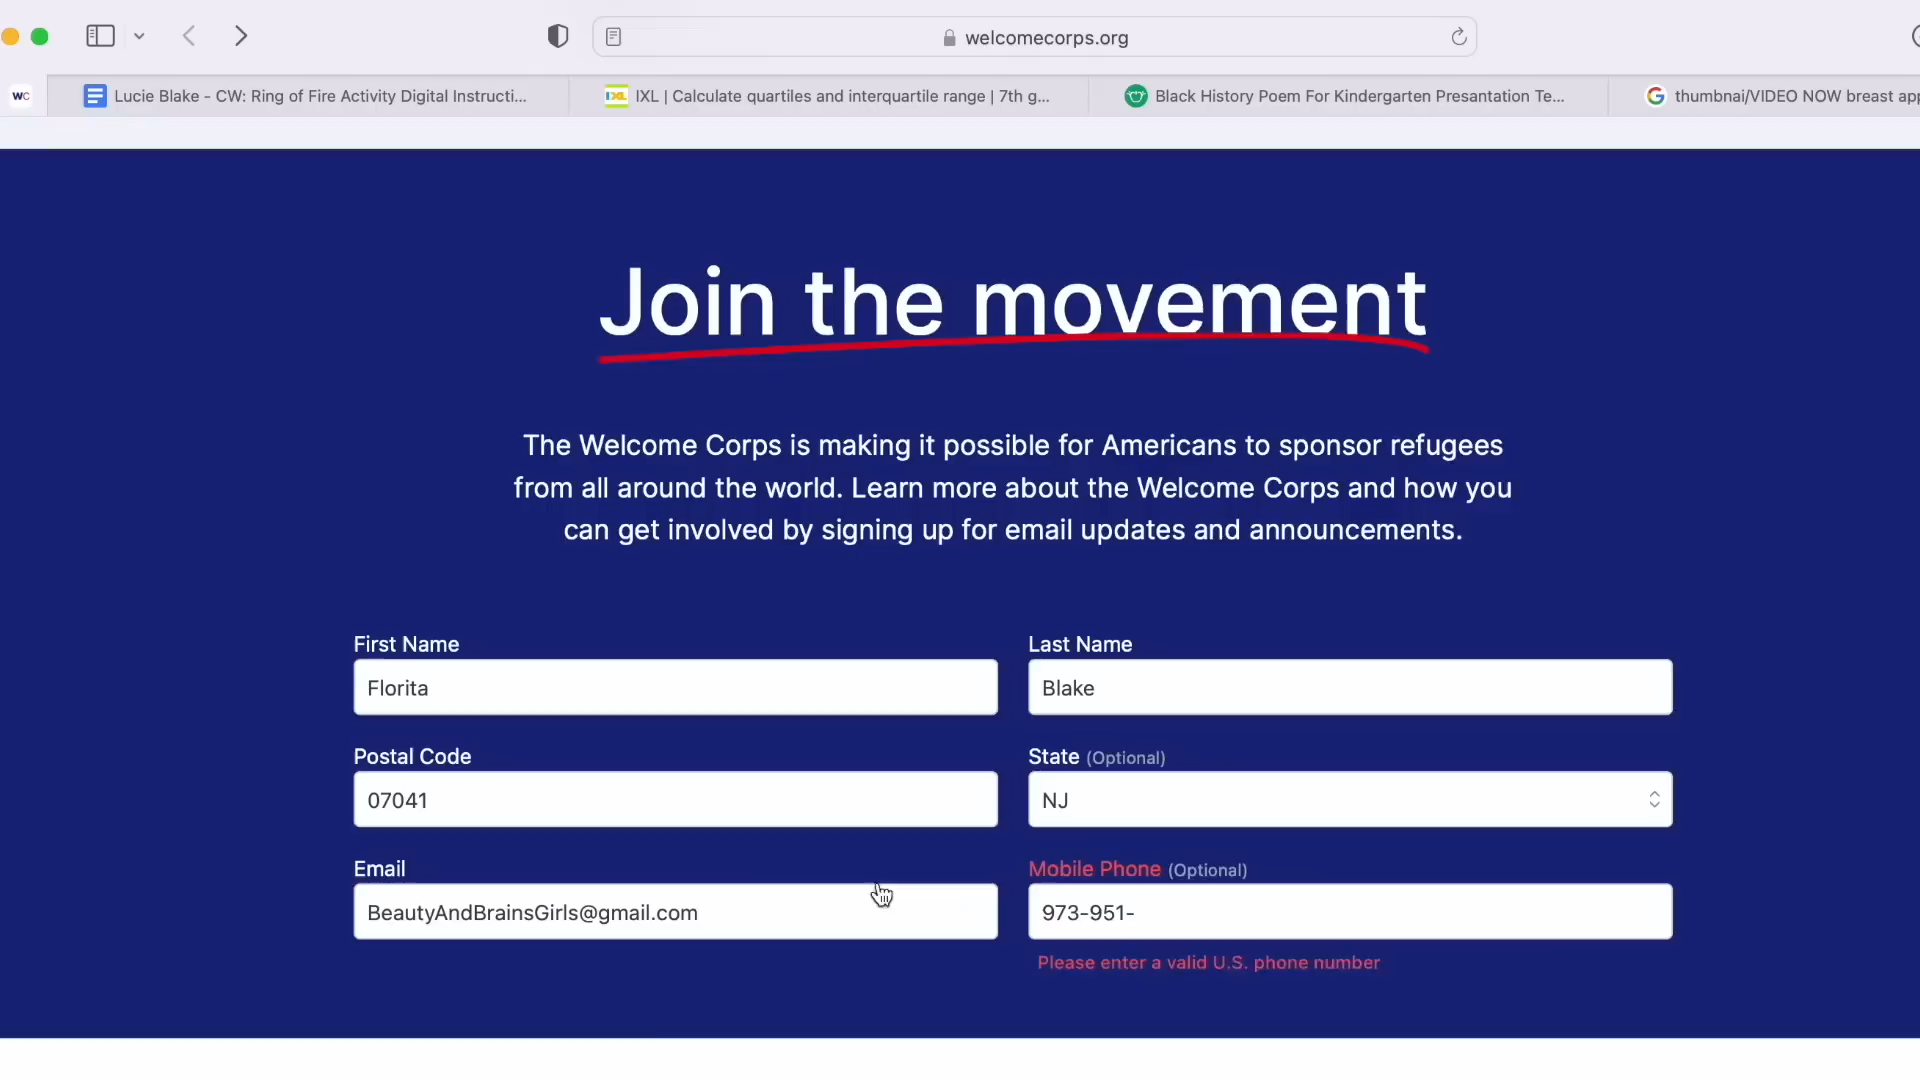 welcomecorps.org
WC
Lucie Blake - CW: Ring of Fire Activity Digital Instructi...
IXL | Calculate quartiles and interquartile range | 7th g...
Black History Poem For Kindergarten Presantation Te...
thumbnai/VIDEO NOW breast app
Join the movement
The Welcome Corps is making it possible for Americans to sponsor refugees
from all around the world. Learn more about the Welcome Corps and how you
can get involved by signing up for email updates and announcements.
First Name
Last Name
Florita
Blake
Postal Code
State (Optional)
07041
NJ
Email
Mobile Phone (Optional)
BeautyAndBrainsGirls@gmail.com
973-951-
Please enter a valid U.S. phone number